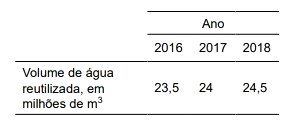 Ano
2016 2017 2018
Volume de água
reutilizada, em
milhões de m³
23,5 24 24,5